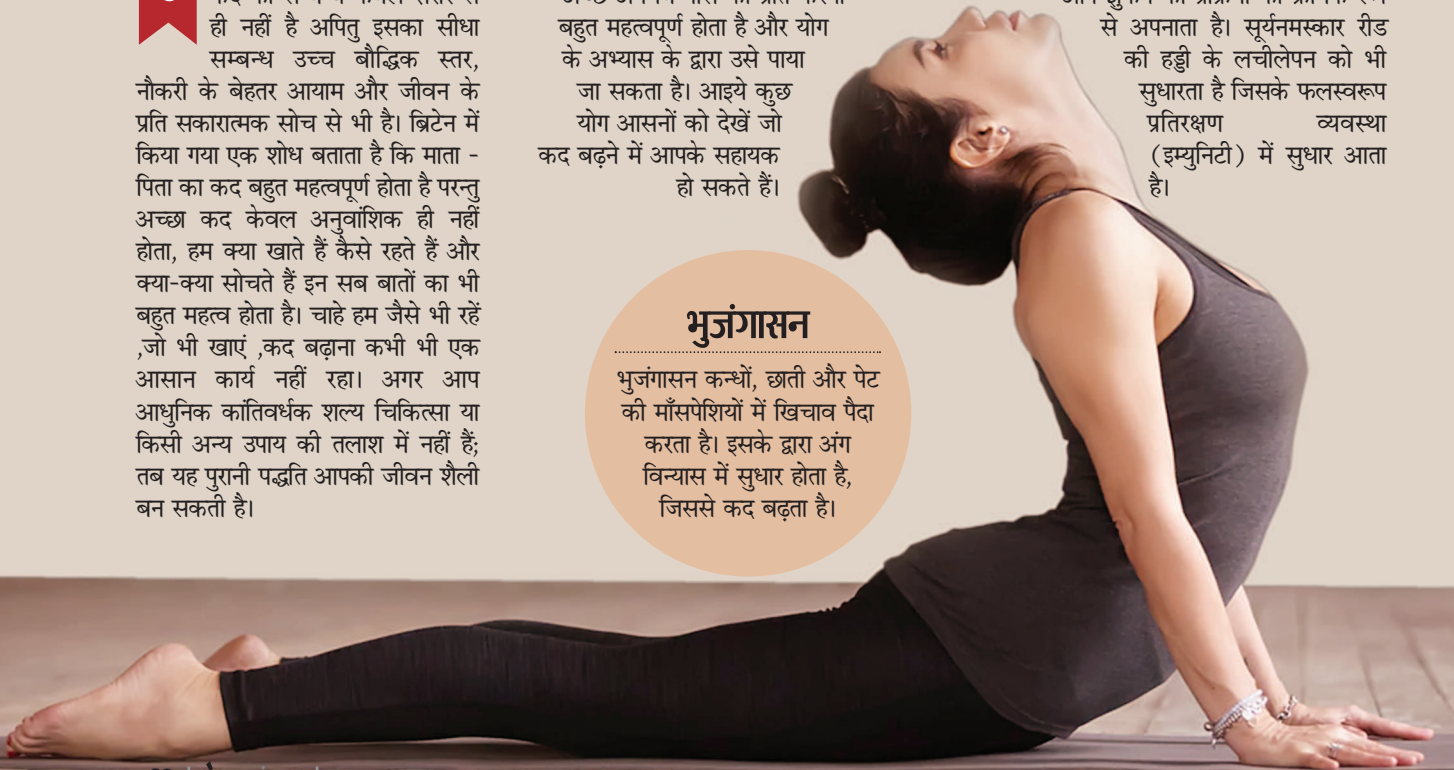 ही नहीं है अपितु इसका सीधा
सम्बन्ध उच्च बौद्धिक स्तर,
नौकरी के बेहतर आयाम और जीवन के
प्रति सकारात्मक सोच से भी है। ब्रिटेन में
किया गया एक शोध बताता है कि माता -
पिता का कद बहुत महत्वपूर्ण होता है परन्तु
अच्छा कद केवल अनुवांशिक ही नहीं
होता, हम क्या खाते हैं कैसे रहते हैं और
क्या-क्या सोचते हैं इन सब बातों का भी
बहुत महत्व होता है। चाहे हम जैसे भी रहें
,जो भी खाएं ,कद बढ़ाना कभी भी एक
आसान कार्य नहीं रहा। अगर आप
आधुनिक कांतिवर्धक शल्य चिकित्सा या
किसी अन्य उपाय की तलाश में नहीं हैं;
तब यह पुरानी पद्धति आपकी जीवन शैली
बन सकती है।
बहुत महत्वपूर्ण होता है और योग
के अभ्यास के द्वारा उसे पाया
जा सकता है। आइये कुछ
योग आसनों को देखें जो
कद बढ़ने में आपके सहायक
हो सकते हैं।
भुजंगासन
भुजंगासन कन्धों, छाती और पेट
की माँसपेशियों में खिचाव पैदा
करता है। इसके द्वारा अंग
विन्यास में सुधार होता है,
जिससे कद बढ़ता है।
से अपनाता है। सूर्यनमस्कार रीड
की हड्डी के लचीलेपन को भी
सुधारता है जिसके फलस्वरूप
प्रतिरक्षण व्यवस्था
(इम्युनिटी) में सुधार आता
है।